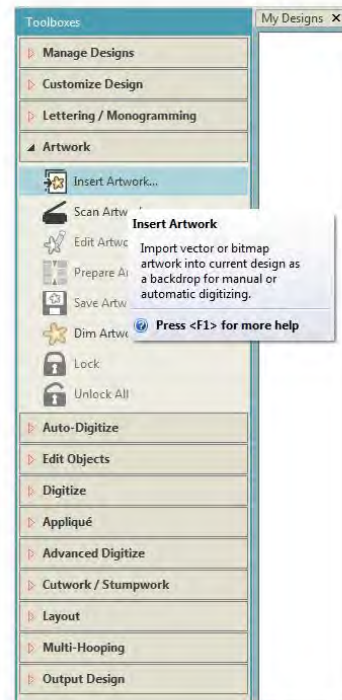 Toolboxes
My Designs ×
Manage Designs
Customize Design
Lettering / Monogramming
Artwork
Insert Artwork...
Scan Artw
Insert Artwork
Edit Artwo
Import vector or bitmap
artwork into current design as
a backdrop for manual or
automatic digitizing.
Prepare Ar
Save Artw
Press <F1> for more help
Dim Artwo
Lock
Unlock All
Auto-Digitize
Edit Objects
Digitize
Appliqué
Advanced Digitize
Cutwork / Stumpwork
Layout
Multi-Hooping
Output Design